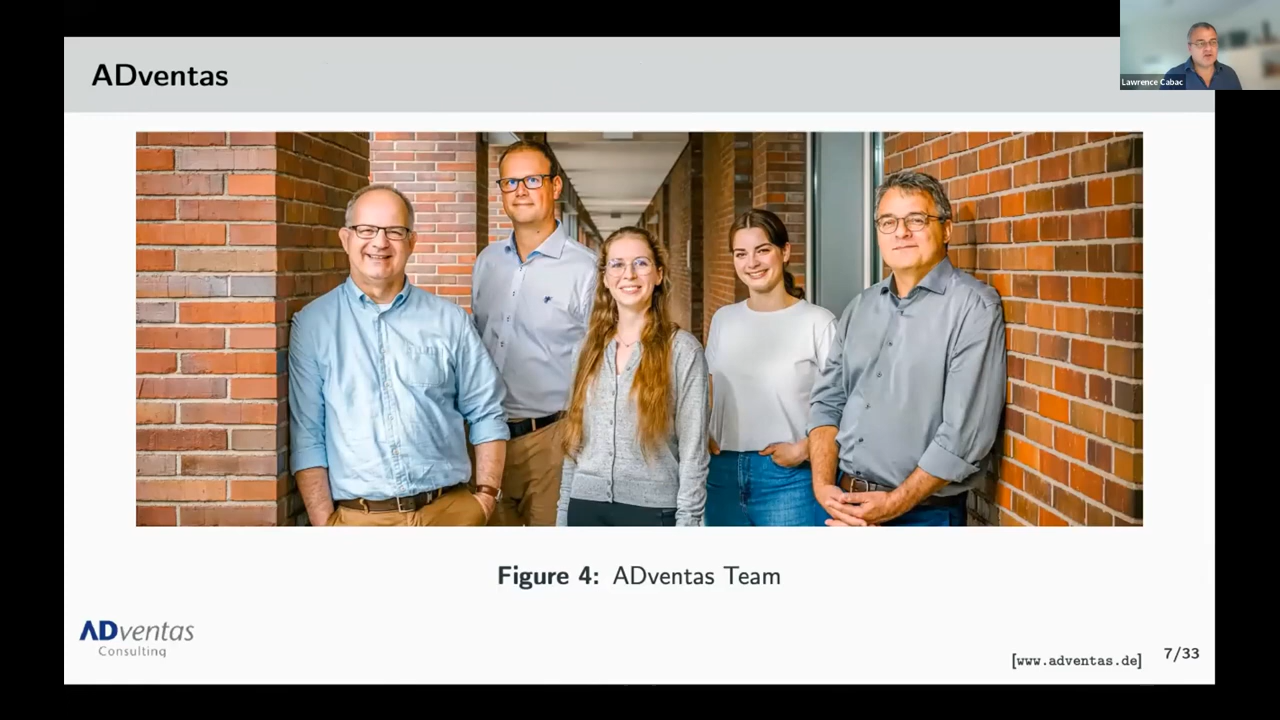 ADventas
Lawrence Cabac
Figure 4: ADventas Team
ADventas
Consulting
[www.adventas.de]
7/33